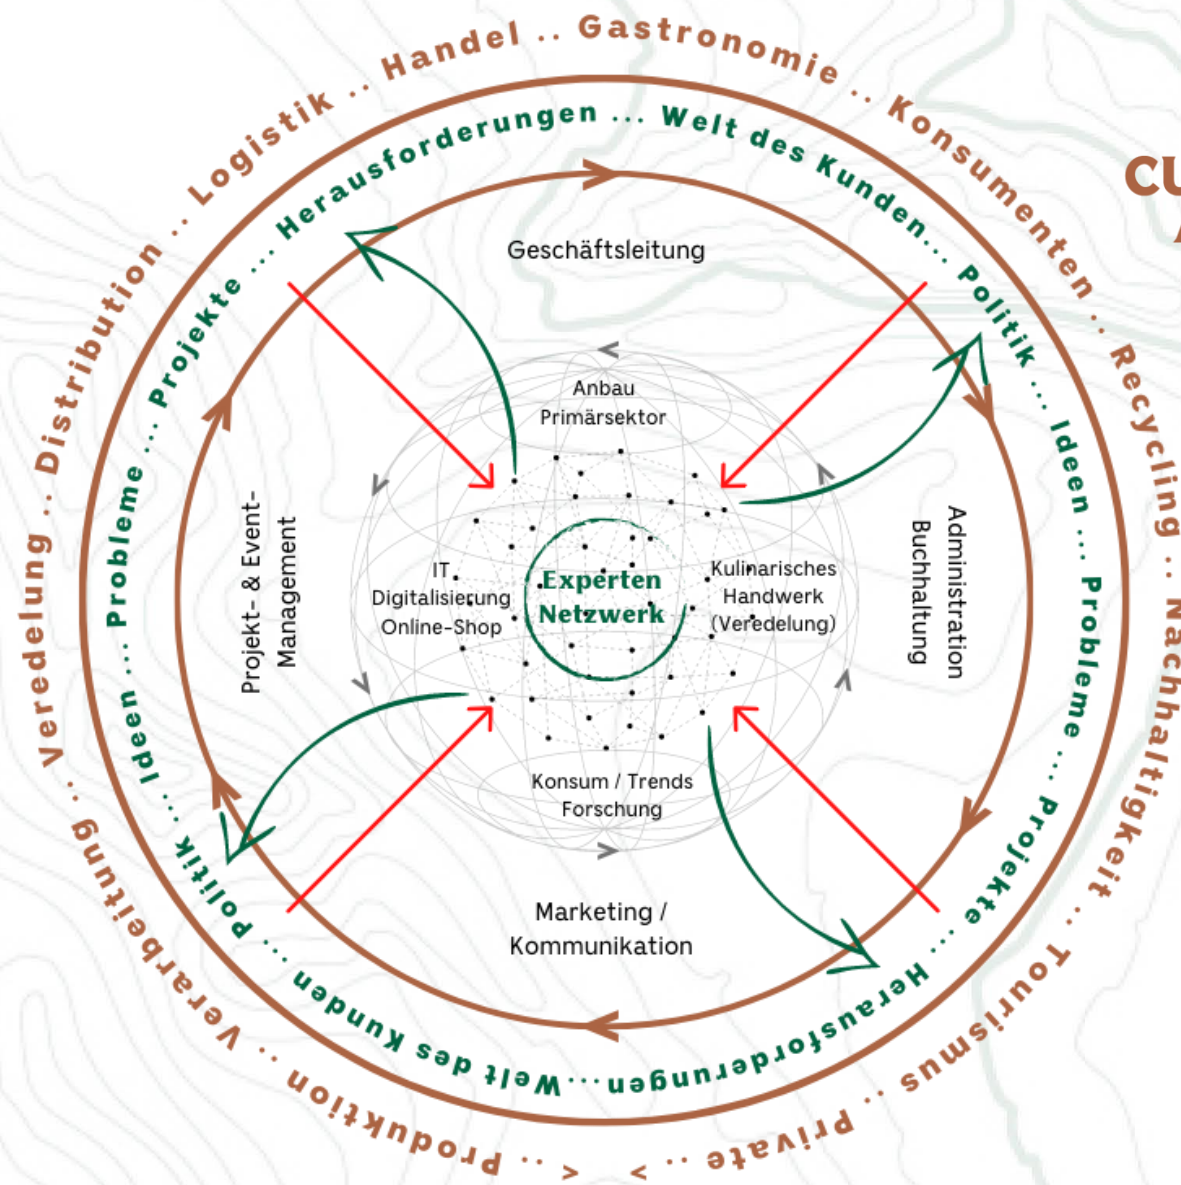 Produktion .. Verarbeitung .. Veredelung .. Distribution .. Logistik .. Handel .. Gastronomie .. Konsumenten .. Recycling .. Nachhaltigkeit .. Tourismus .. Private .. > < ..
Herausforderungen ... Welt des Kunden... Politik ... Ideen ... Probleme ... Projekte ... Herausforderungen...Welt des Kunden ... Politik ... Ideen ... Probleme ... Projekte ...
CU
Geschäftsleitung
Anbau
Primärsektor
Projekt- & Event-
Management
IT
Digitalisierung
Online-Shop
Experten
Netzwerk
Kulinarisches
Handwerk
(Veredelung)
Administration
Buchhaltung
Konsum / Trends
Forschung
Marketing /
Kommunikation